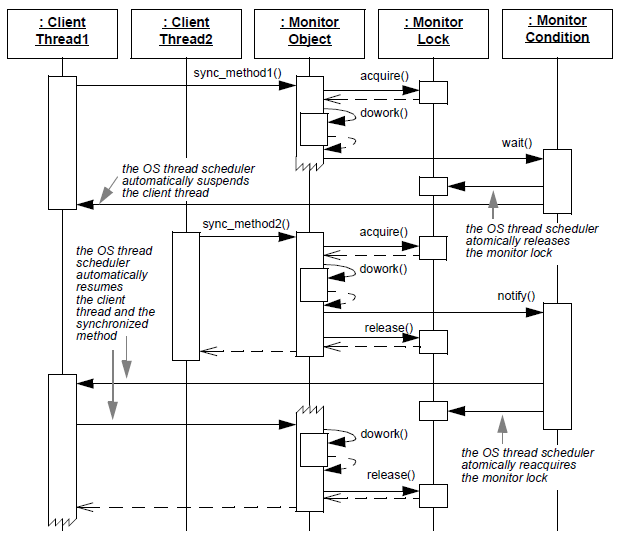 : Client
Thread1
: Client
Thread2
: Monitor
Object
: Monitor
Lock
: Monitor
Condition
sync_method1()
acquire()
dowork()
wait()
the OS thread scheduler
automatically suspends
the client thread
the OS thread scheduler
atomically releases
the monitor lock
sync_method2()
acquire()
dowork()
the OS thread
scheduler
automatically
resumes
the client
thread and the
synchronized
method
notify()
release()
dowork()
the OS thread scheduler
atomically reacquires
the monitor lock
release()